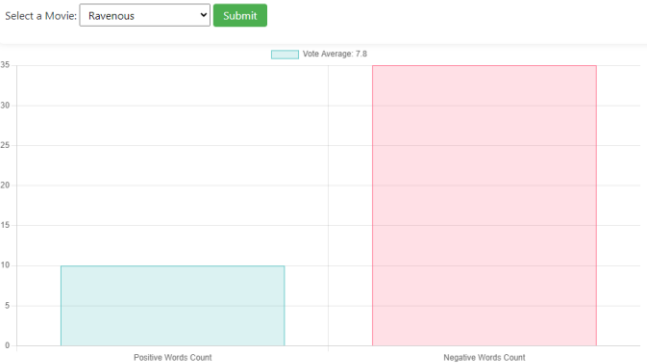 Select a Movie: Ravenous Submit
Vote Average: 7.8
35
30
25
20
15
10
5
0
Positive Words Count Negative Words Count